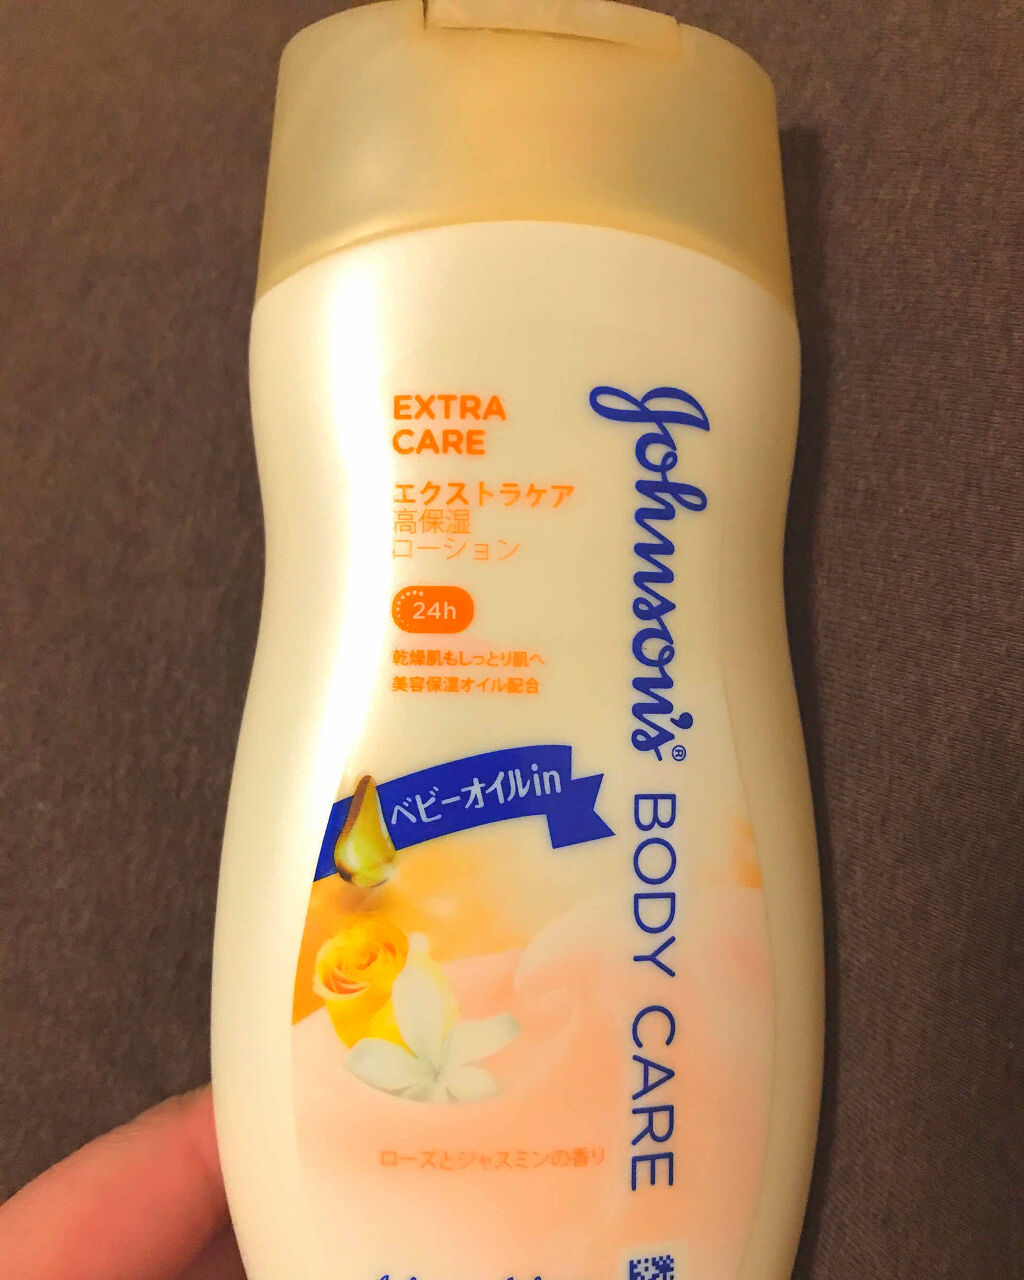 EXTRA
CARE
エクストラケア
高保湿
ローション
24h
乾燥肌もしっとり肌へ
美容保湿オイル配合
ベビーオイルin
Johnson's® BODY CARE
ローズとジャスミンの香り